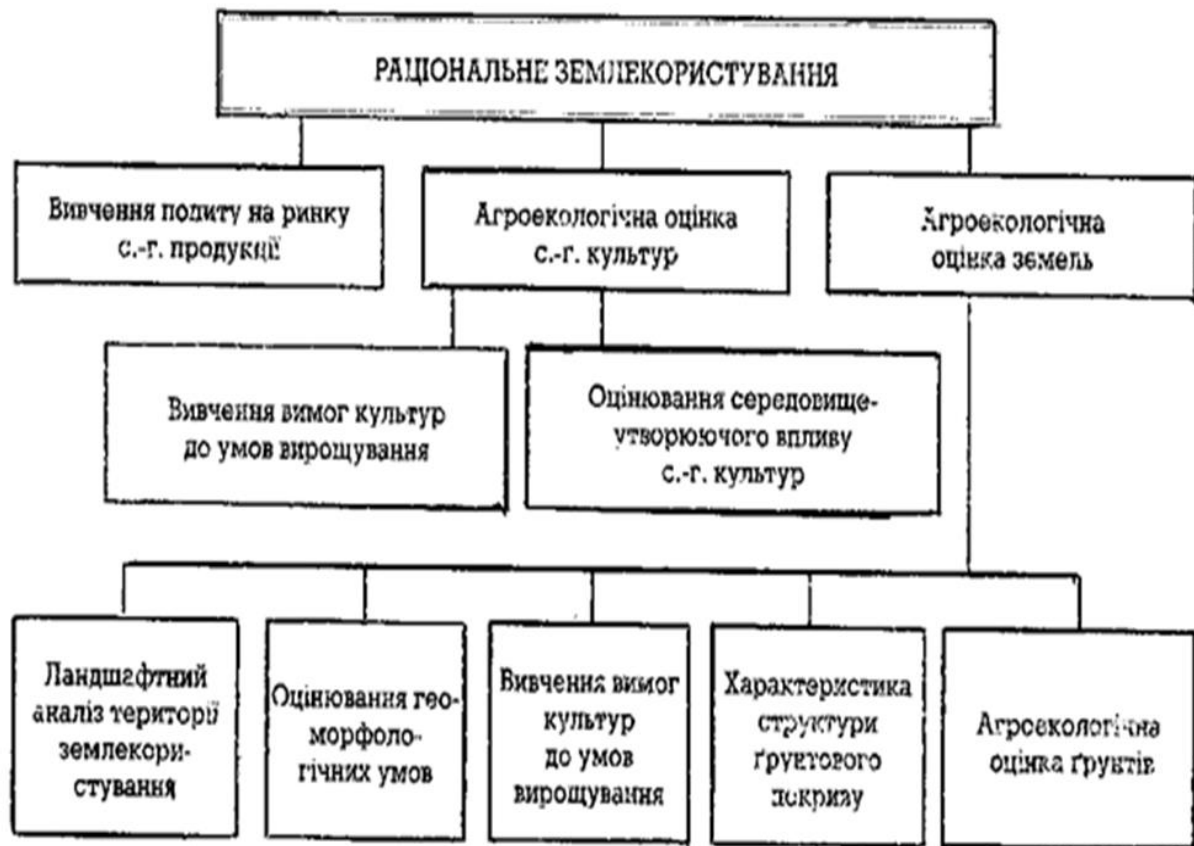 РАЦІОНАЛЬНЕ ЗЕМЛЕКОРИСТУВАННЯ
Вивчення попиту на ринку
с.-г. продукції
Агроекологічна оцінка
с.-г. культур
Агроекологічна
оцінка земель
Вивчення вимог культур
до умов вирощування
Оцінювання середовище-
утворюючого впливу
с.-г. культур
Ландшафтний
аналіз території
землекори-
стування
Оцінювання гео-
морфоло-
гічних умов
Вивчення вимог
культур
до умов
вирощування
Характеристика
структури
ґрунтового
покриву
Агроекологічна
оцінка ґрунтів